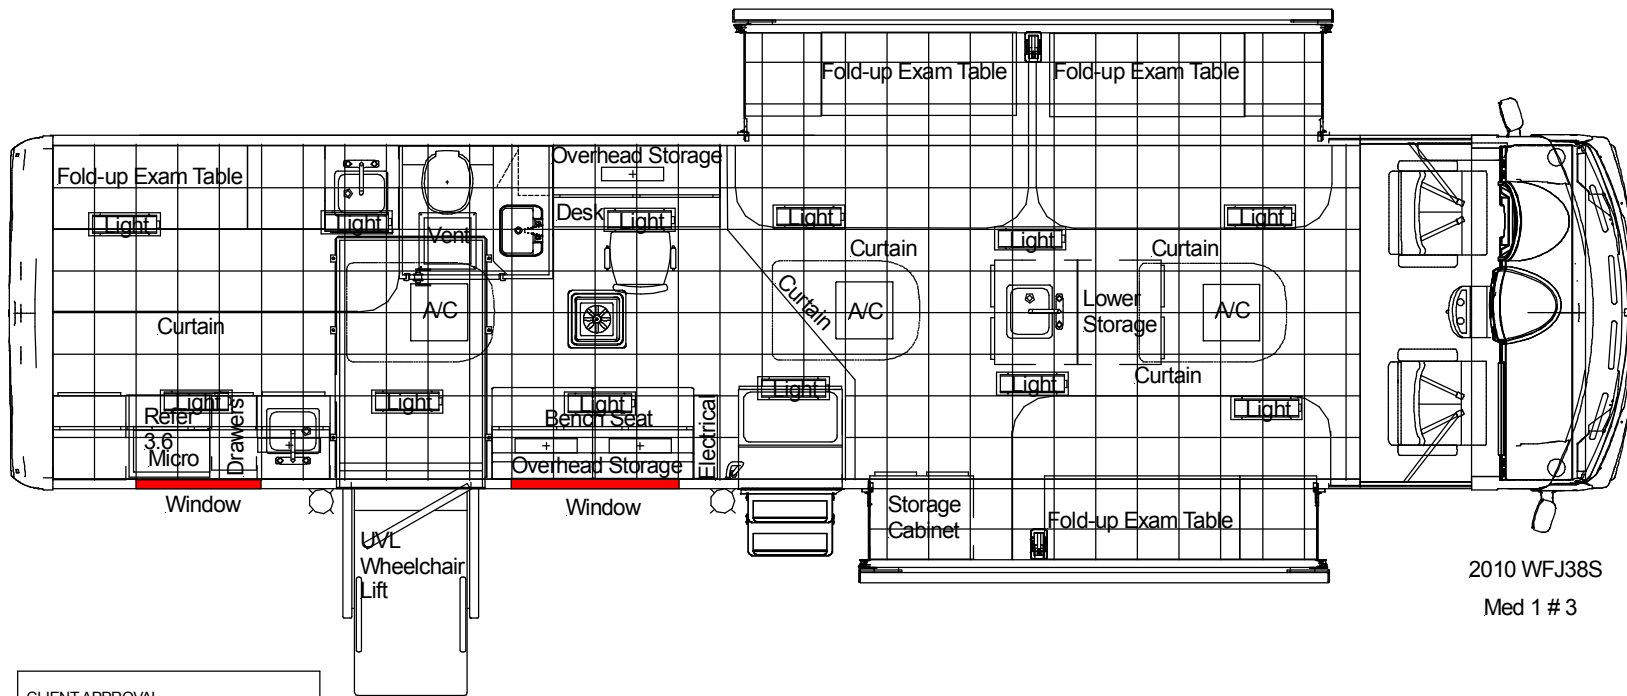 Fold-up Exam Table
Fold-up Exam Table
Fold-up Exam Table
Overhead Storage
Desk
Light
Light
Light
Light
Light
Light
Vent
Curtain
Curtain
Curtain
A/C
A/C
A/C
Lower
Storage
Curtain
Curtain
Light
Light
Light
Light
Light
Light
Refer
3.6
Micro
Drawers
Bench Seat
Overhead Storage
Electrical
Window
Window
Storage
Cabinet
Fold-up Exam Table
UVL
Wheelchair
Lift
2010 WFJ38S
Med 1 # 3
CLIENT APPROVAL